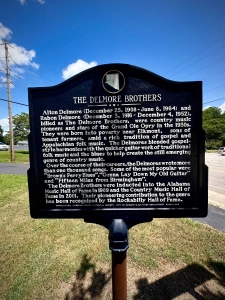 THE DELMORE BROTHERS
Alton Delmore (December 25, 1908 - June 8, 1964) and
Rabon Delmore (December 3, 1916 - December 4, 1952),
billed as The Delmore Brothers, were country music
pioneers and stars of the Grand Ole Opry in the 1930s.
They were born into poverty near Elkmont, sons of
tenant farmers, amid a rich tradition of gospel and
Appalachian folk music. The Delmores blended gospel-
style harmonies with the quicker guitar work of traditional
folk music and the blues to help create the still emerging
genre of country music.
Over the course of their careers, the Delmores wrote more
than one thousand songs. Some of the most popular were
"Brown's Ferry Blues", "Gonna Lay Down My Old Guitar"
and "Fifteen Miles from Birmingham".
The Delmore Brothers were inducted into the Alabama
Music Hall of Fame in 1989 and the Country Music Hall of
Fame in 2001. Their pioneering contribution to the genre
has been recognized by the Rockabilly Hall of Fame.